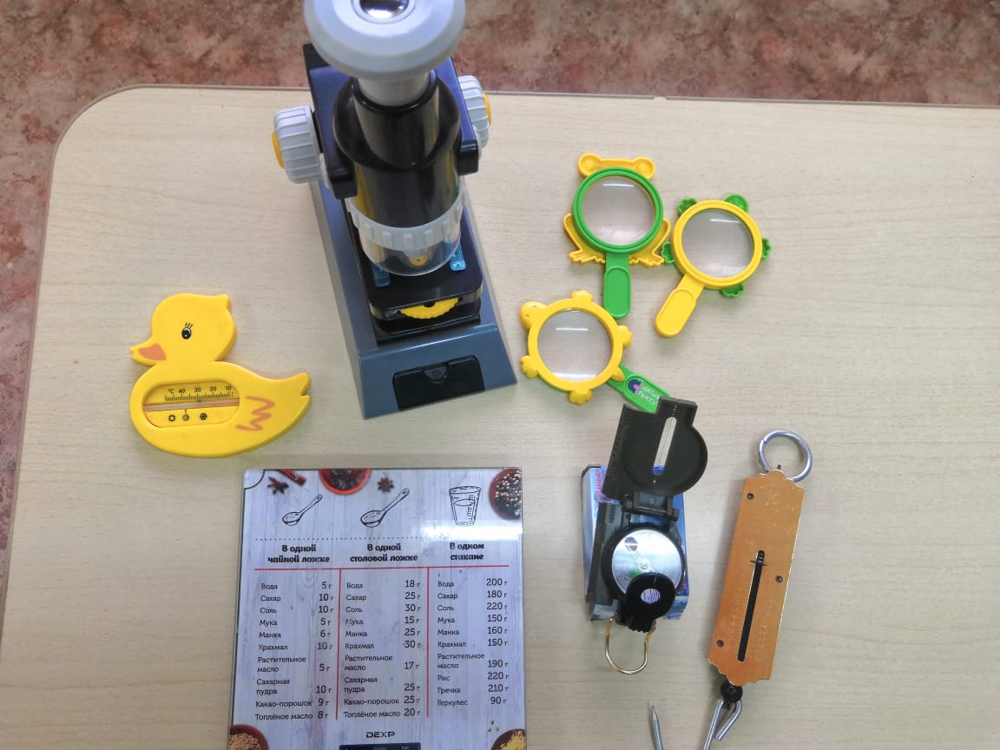 °C 40 30 20 10
NATURE
В одной
чайной ложке
Вода 5 г
Сахар 10 г
Соль 10 г
Мука 5 г
Манка 6 г
Крахмал 10 г
Растительное
масло 5 г
Сахарная
пудра 10 г
Какао-порошок 9 г
Топлёное масло 8 г
В одной
столовой ложке
Вода 18 г
Сахар 25 г
Соль 30 г
Мука 15 г
Манка 25 г
Крахмал 30 г
Растительное
масло 17 г
Сахарная
пудра 25 г
Какао-порошок 25 г
Топлёное масло 20 г
В одном
стакане
Вода 200 г
Сахар 180 г
Соль 220 г
Мука 150 г
Манка 160 г
Крахмал 150 г
Растительное
масло 190 г
Рис 220 г
Гречка 210 г
Геркулес 90 г
DEXP